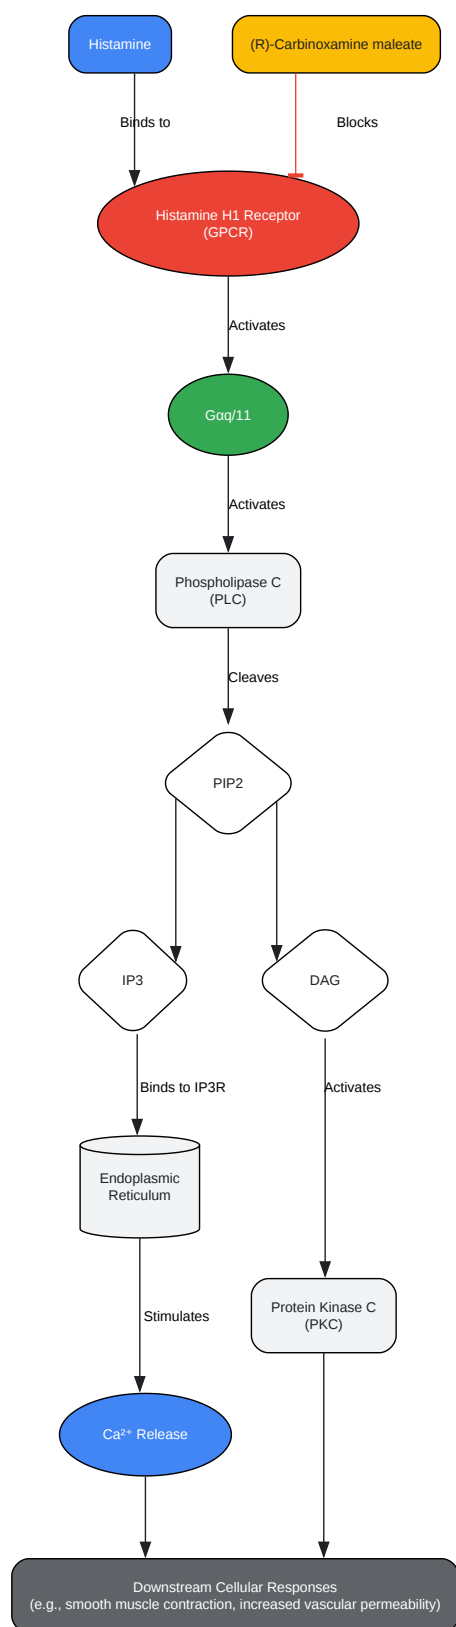 Histamine
(R)-Carbinoxamine maleate
Binds to
Blocks
Histamine H1 Receptor
(GPCR)
Activates
Gαq/11
Activates
Phospholipase C
(PLC)
Cleaves
PIP2
IP3
DAG
Binds to IP3R
Activates
Endoplasmic
Reticulum
Stimulates
Protein Kinase C
(PKC)
Ca²⁺ Release
Downstream Cellular Responses
(e.g., smooth muscle contraction, increased vascular permeability)